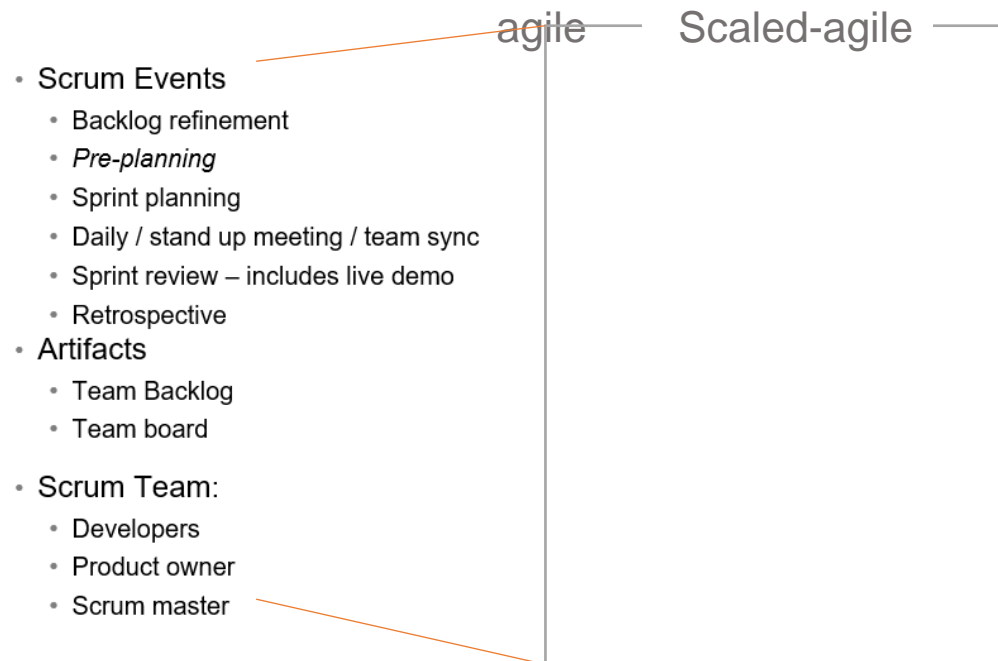 agile Scaled-agile
• Scrum Events
• Backlog refinement
• Pre-planning
• Sprint planning
• Daily / stand up meeting / team sync
• Sprint review – includes live demo
• Retrospective
• Artifacts
• Team Backlog
• Team board
• Scrum Team:
• Developers
• Product owner
• Scrum master